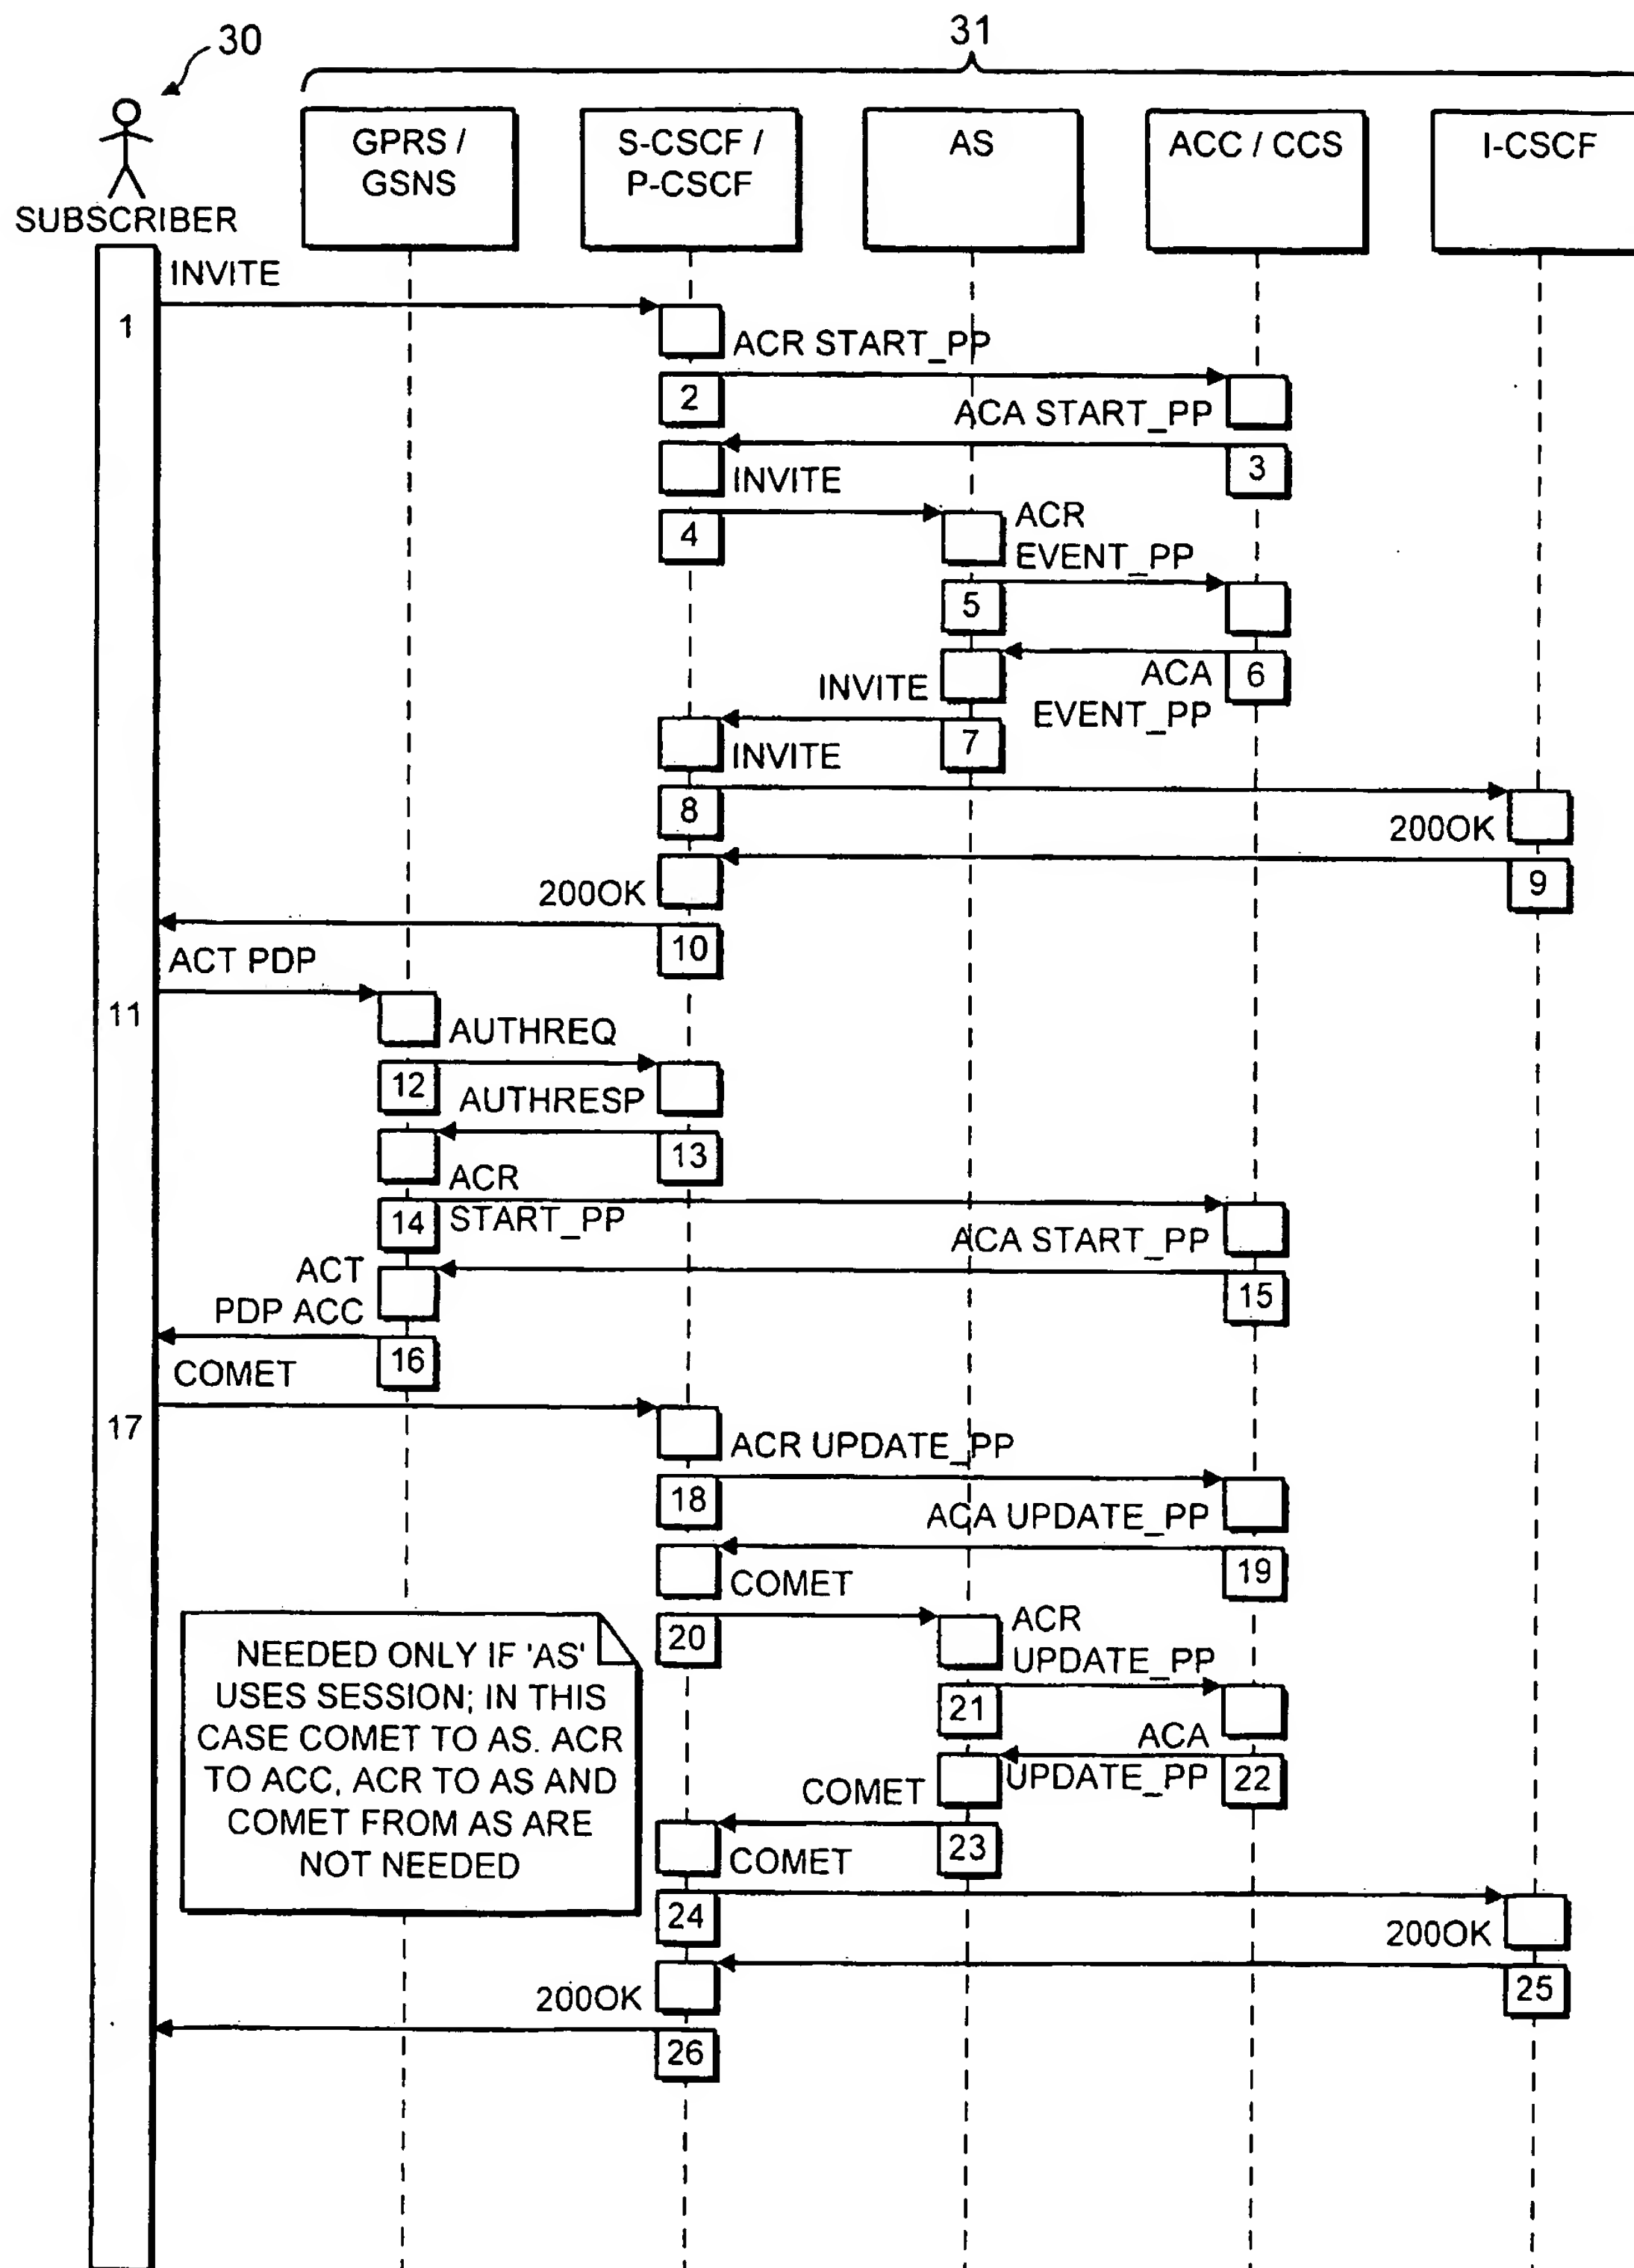 30
31
SUBSCRIBER
GPRS /
GSNS
S-CSCF /
P-CSCF
AS
ACC / CCS
I-CSCF
INVITE
1
ACR START_PP
2
ACA START_PP
3
INVITE
4
ACR
EVENT_PP
5
ACA
EVENT_PP
6
INVITE
7
INVITE
8
200OK
9
200OK
10
ACT PDP
11
AUTHREQ
12
AUTHRESP
13
ACR
START_PP
14
ACA START_PP
15
ACT
PDP ACC
16
COMET
17
ACR UPDATE_PP
18
ACA UPDATE_PP
19
COMET
20
ACR
UPDATE_PP
21
ACA
UPDATE_PP
22
COMET
23
COMET
24
200OK
25
200OK
26
NEEDED ONLY IF 'AS'
USES SESSION; IN THIS
CASE COMET TO AS. ACR
TO ACC, ACR TO AS AND
COMET FROM AS ARE
NOT NEEDED